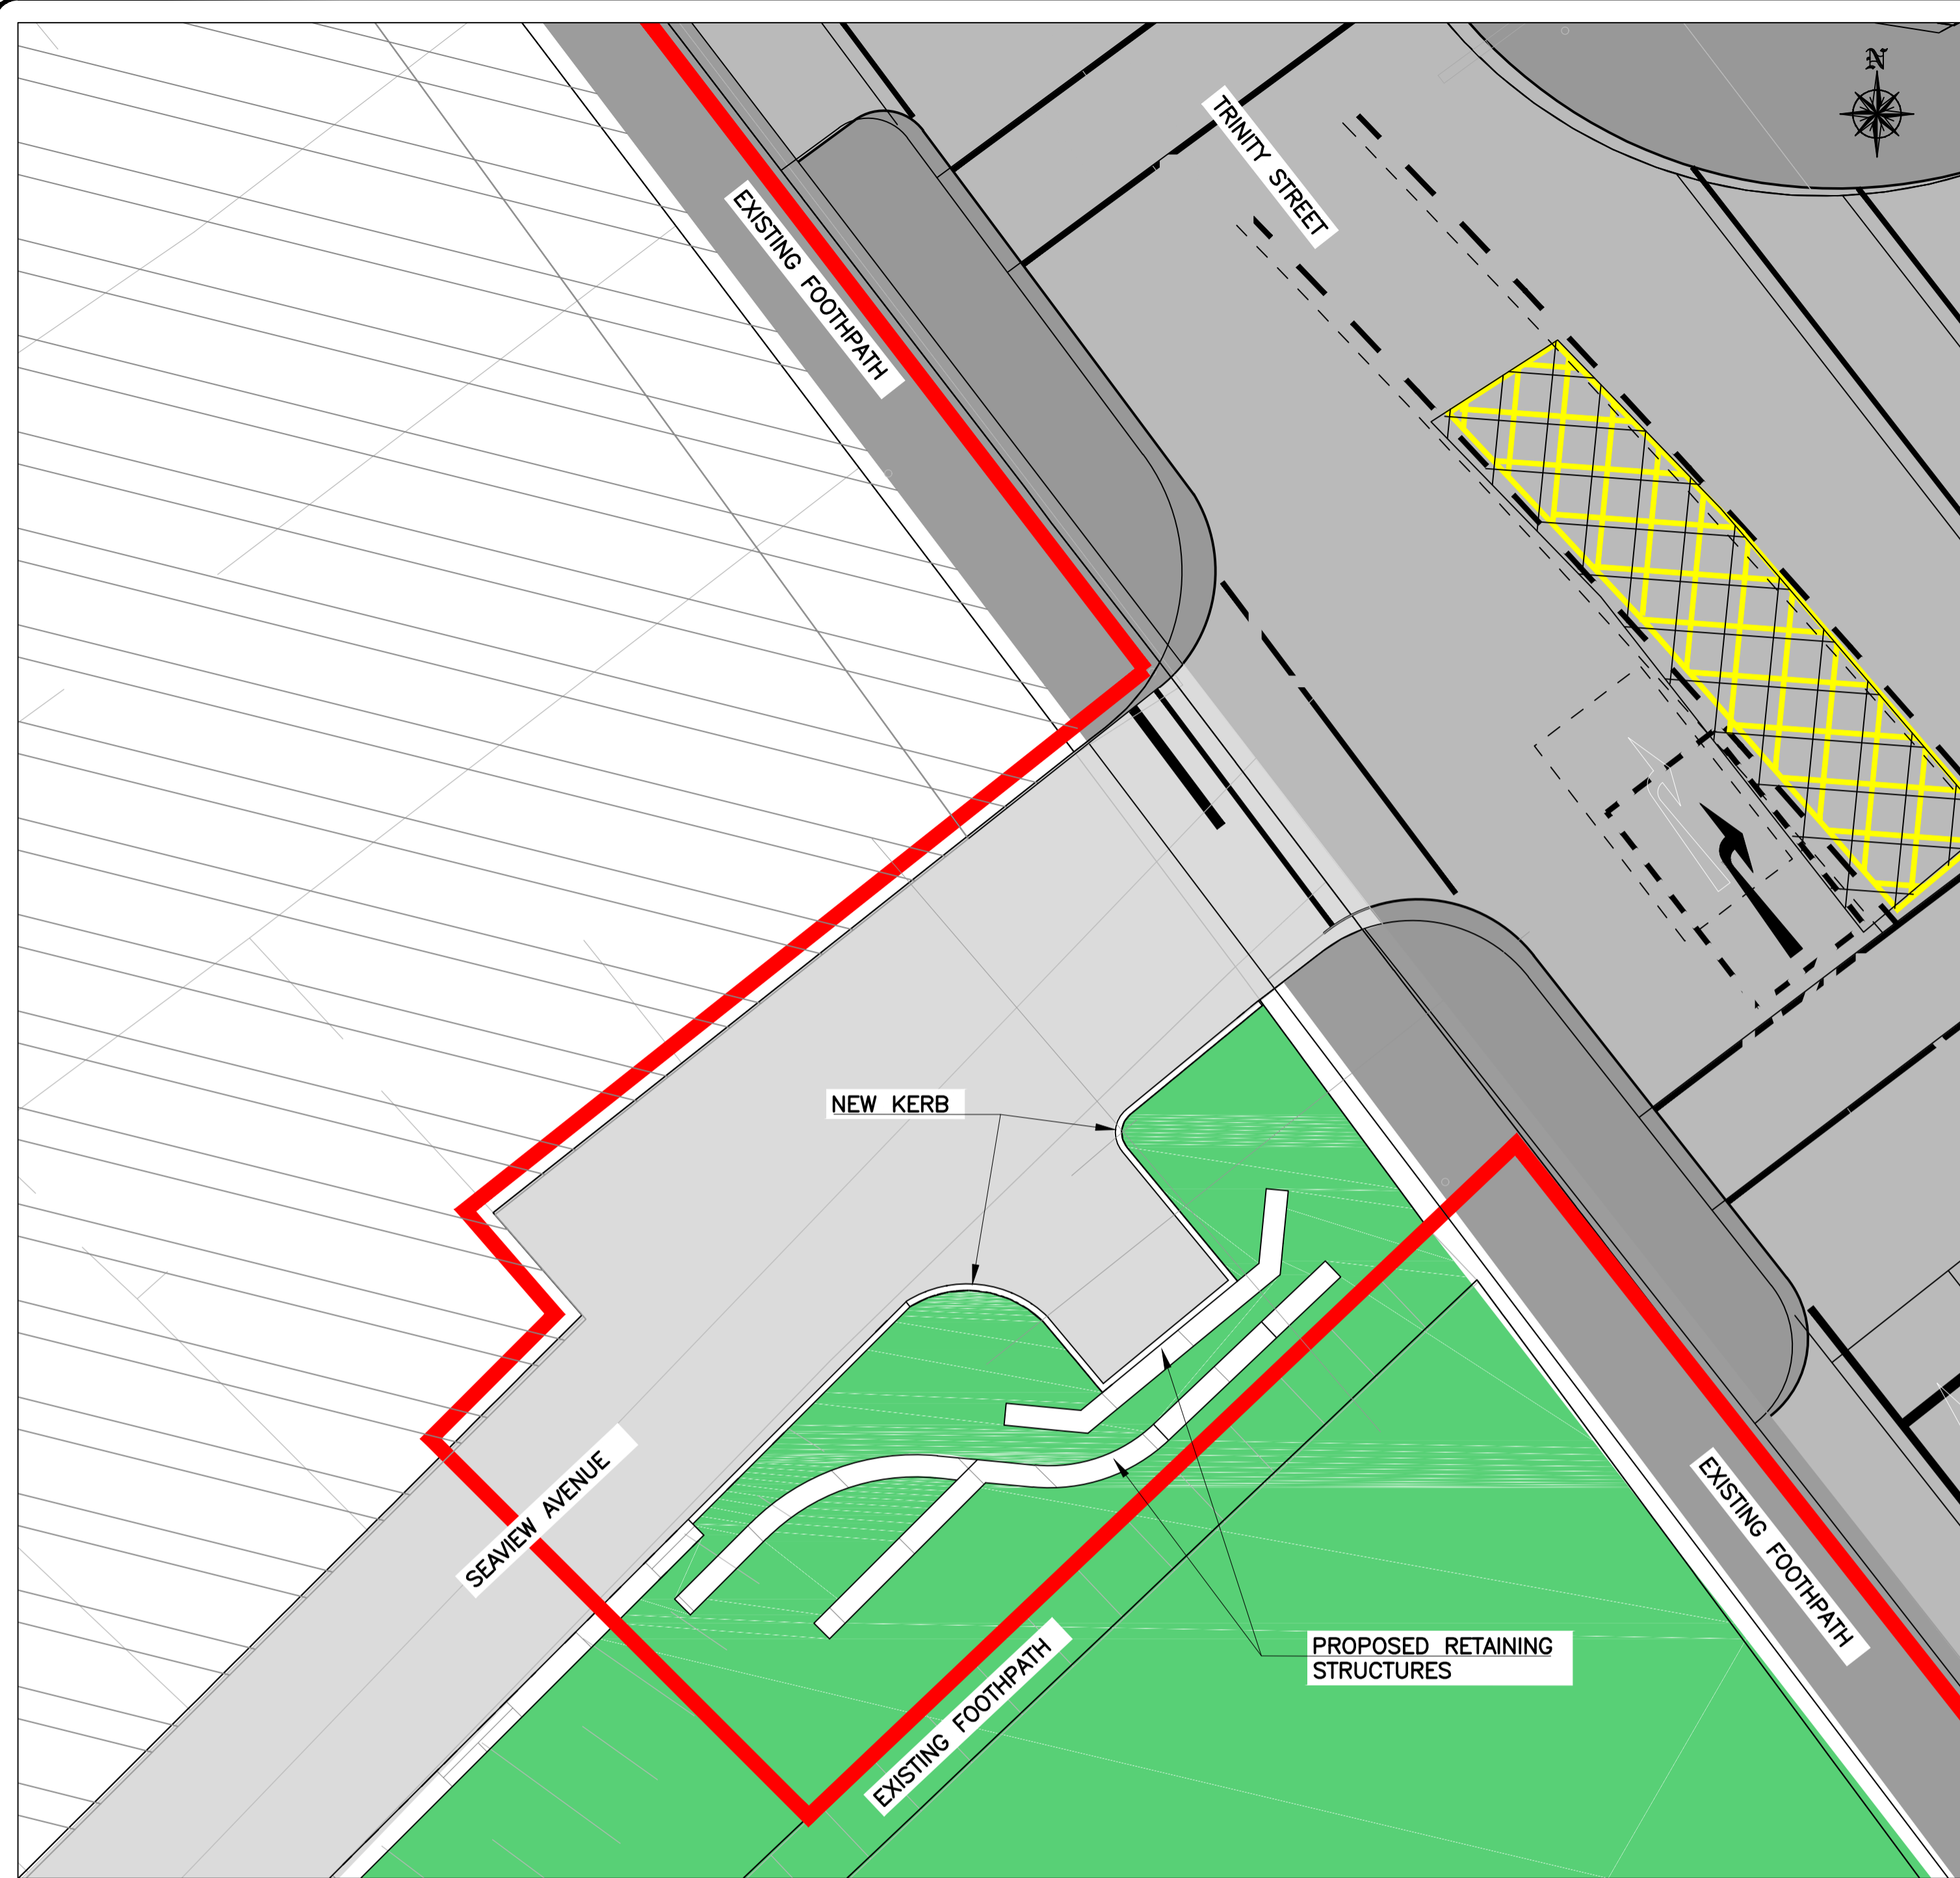 N
TRINITY STREET
EXISTING FOOTHPATH
NEW KERB
SEAVIEW AVENUE
EXISTING FOOTHPATH
EXISTING FOOTHPATH
PROPOSED RETAINING
STRUCTURES